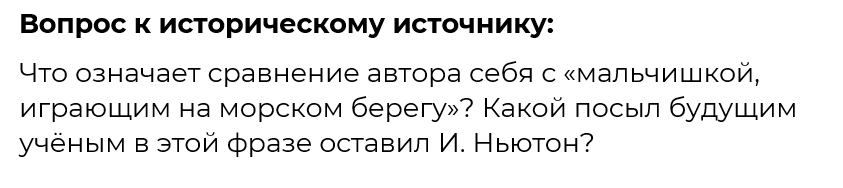 Вопрос к историческому источнику:
Что означает сравнение автора себя с «мальчишкой,
играющим на морском берегу»? Какой посыл будущим
учёным в этой фразе оставил И. Ньютон?